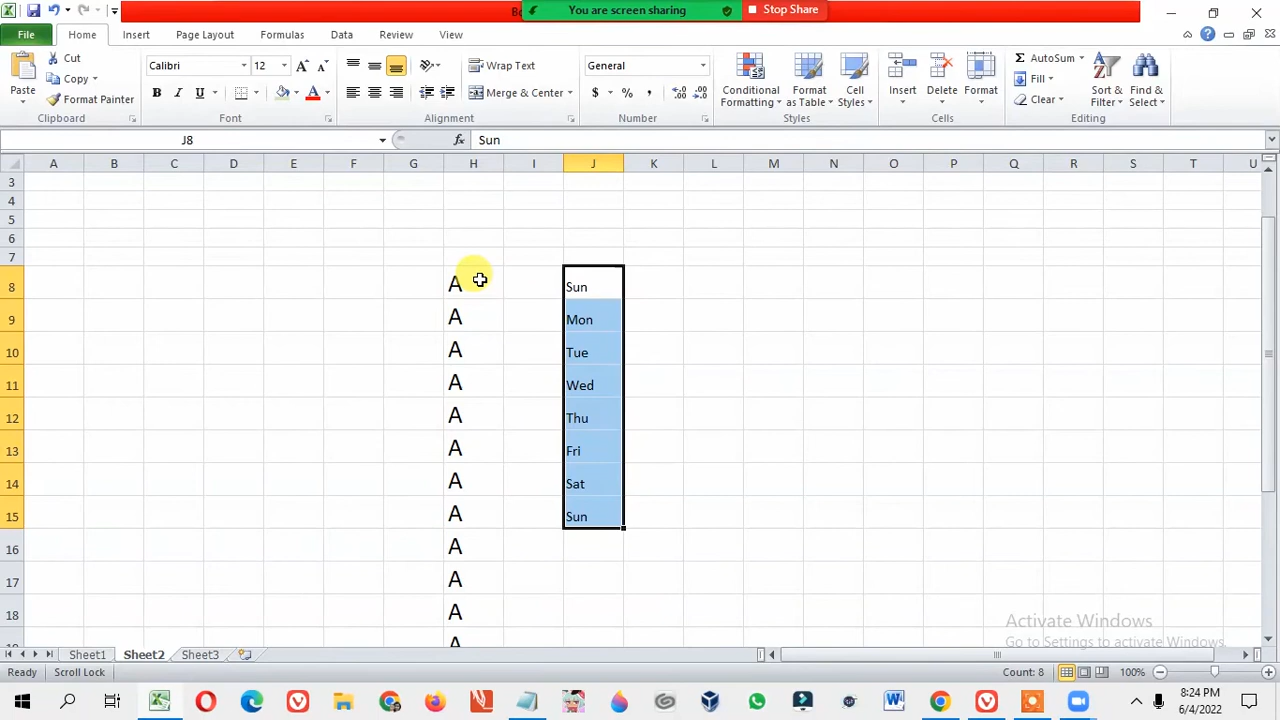 Bo
You are screen sharing
Stop Share
File Home Insert Page Layout Formulas Data Review View
Paste
Cut
Copy
Format Painter
Clipboard
Calibri 12
B I U
Font
Wrap Text
Merge & Center
Alignment
General
$ % ,
Number
Conditional Formatting
Format as Table
Cell Styles
Styles
Insert Delete Format
Cells
Σ AutoSum
Fill
Clear
Sort & Filter
Find & Select
Editing
J8 fx Sun
A B C D E F G H I J K L M N O P Q R S T U
3
4
5
6
7
8 A Sun
9 A Mon
10 A Tue
11 A Wed
12 A Thu
13 A Fri
14 A Sat
15 A Sun
16 A
17 A
18 A
A
Activate Windows
Go to Settings to activate Windows.
Sheet1 Sheet2 Sheet3
Ready Scroll Lock Count: 8 100%
8:24 PM
6/4/2022